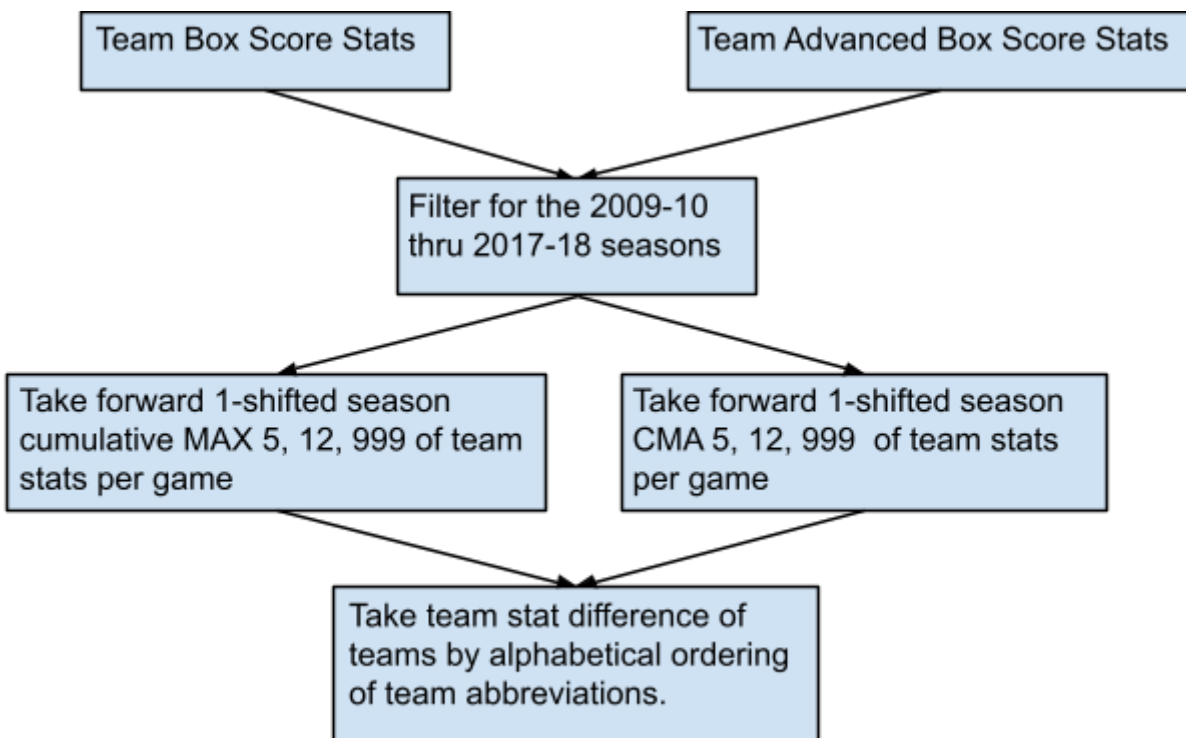 Team Box Score Stats
Team Advanced Box Score Stats
Filter for the 2009-10
thru 2017-18 seasons
Take forward 1-shifted season
cumulative MAX 5, 12, 999 of team
stats per game
Take forward 1-shifted season
CMA 5, 12, 999  of team stats
per game
Take team stat difference of
teams by alphabetical ordering
of team abbreviations.